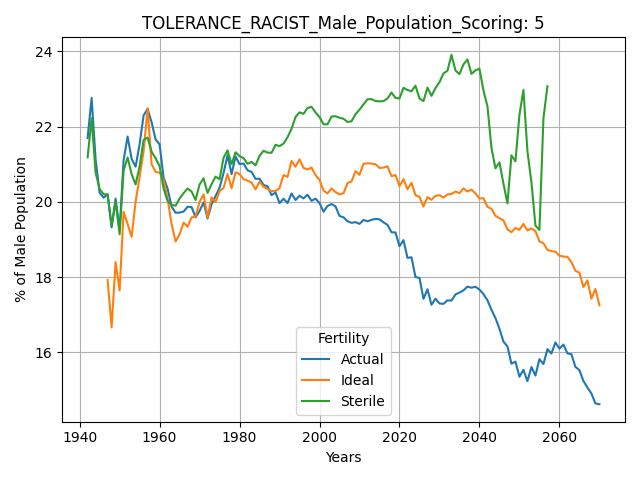 TOLERANCE_RACIST_Male_Population_Scoring: 5
% of Male Population
24
22
20
18
16
1940
1960
1980
2000
2020
2040
2060
Years
Fertility
Actual
Ideal
Sterile